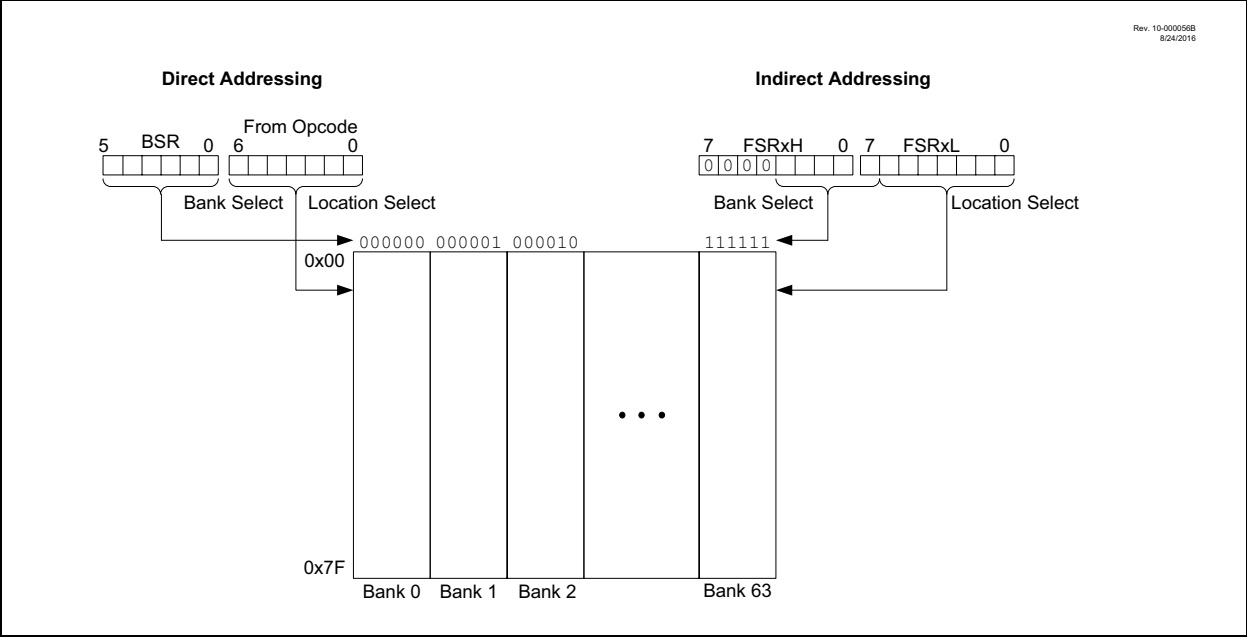 Rev. 10-000056B
8/24/2016
Direct Addressing
Indirect Addressing
From Opcode
5 BSR 0 6 0
7 FSRxH 0 7 FSRxL 0
0 0 0 0
Bank Select Location Select
Bank Select Location Select
000000 000001 000010 111111
0x00
0x7F
Bank 0 Bank 1 Bank 2 Bank 63